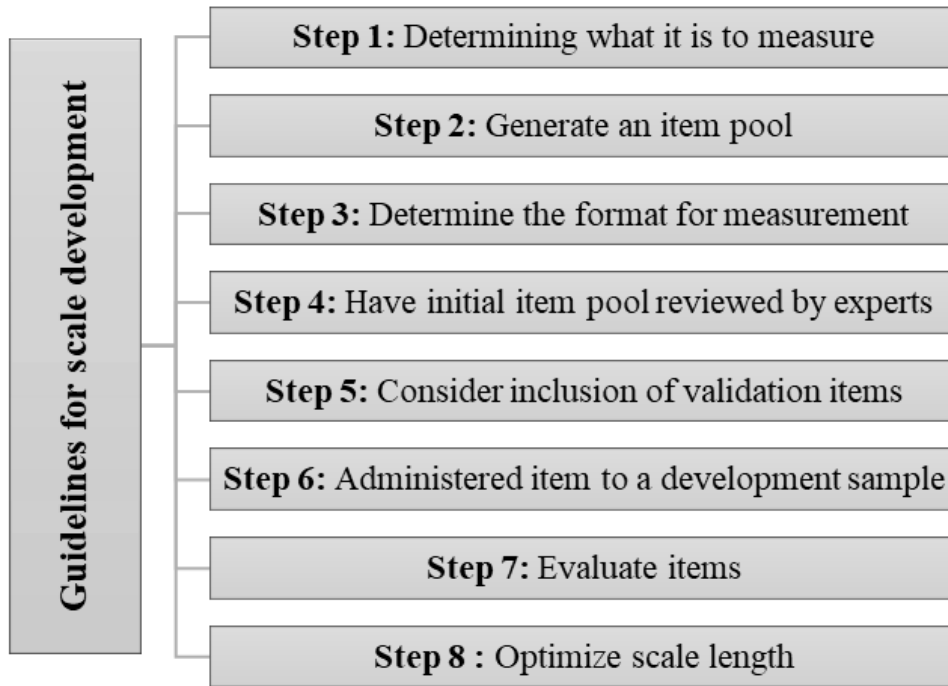 Guidelines for scale development
Step 1: Determining what it is to measure
Step 2: Generate an item pool
Step 3: Determine the format for measurement
Step 4: Have initial item pool reviewed by experts
Step 5: Consider inclusion of validation items
Step 6: Administered item to a development sample
Step 7: Evaluate items
Step 8 : Optimize scale length